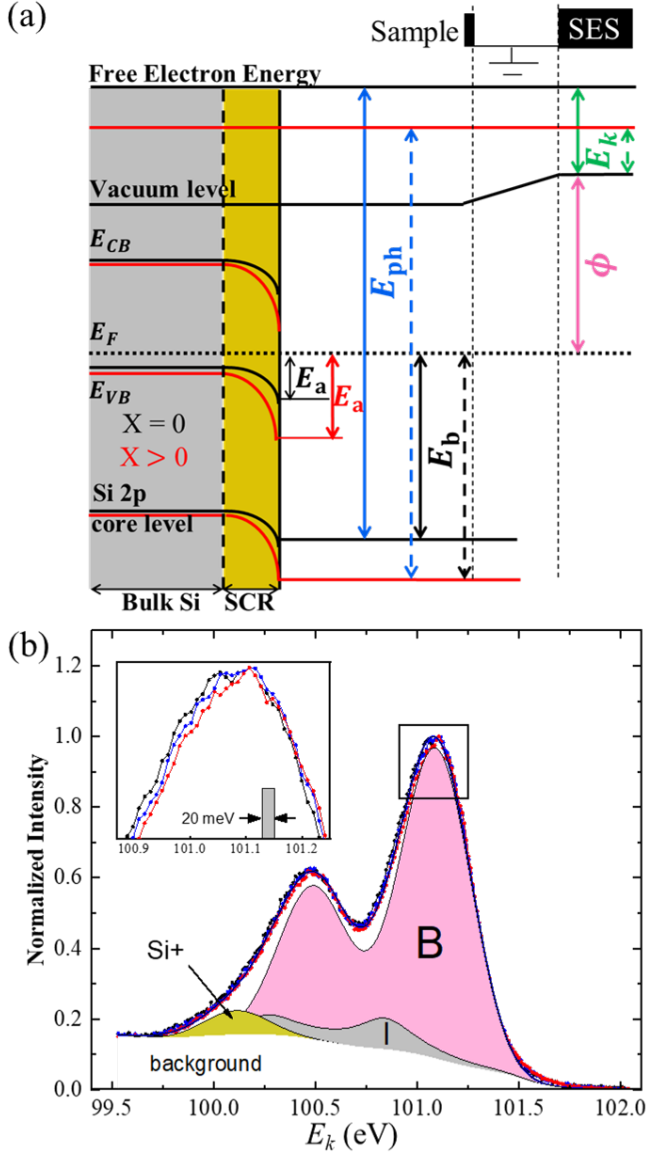 (a)
Sample
SES
Free Electron Energy
Vacuum level
E_k
E_CB
E_ph
ϕ
E_F
E_a
E_a
E_VB
X = 0
X > 0
E_b
Si 2p
core level
Bulk Si
SCR
(b)
Normalized Intensity
1.2
1.0
0.8
0.6
0.4
0.2
0.0
20 meV
100.9
101.0
101.1
101.2
B
Si+
I
background
99.5
100.0
100.5
101.0
101.5
102.0
E_k (eV)